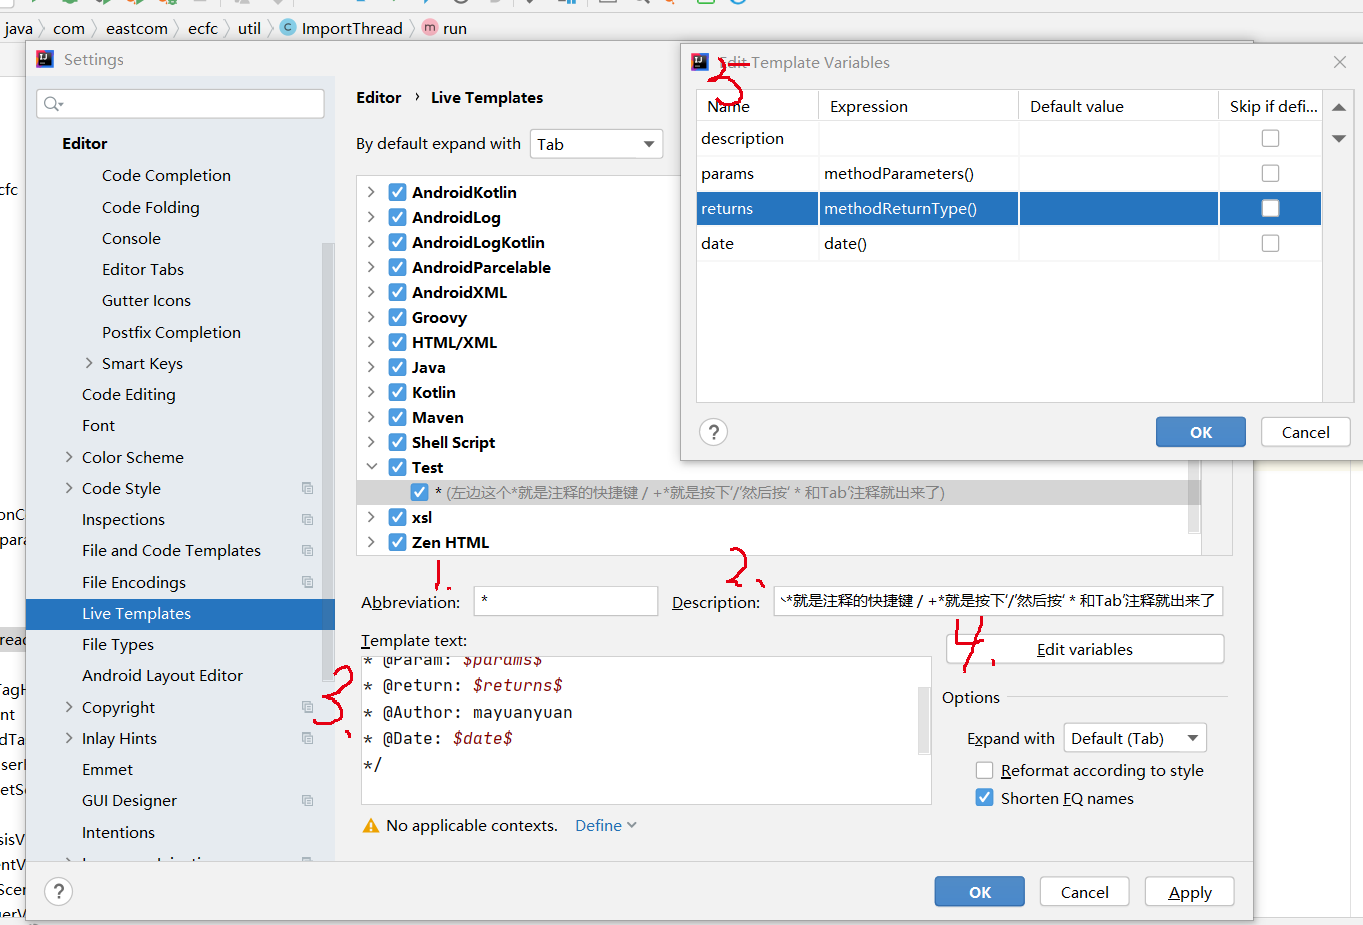 java com eastcom ecfc util C ImportThread m run
Settings
Editor › Live Templates
By default expand with Tab
Editor
Code Completion
Code Folding
Console
Editor Tabs
Gutter Icons
Postfix Completion
Smart Keys
Code Editing
Font
Color Scheme
Code Style
Inspections
File and Code Templates
File Encodings
Live Templates
File Types
Android Layout Editor
Copyright
Inlay Hints
Emmet
GUI Designer
Intentions
AndroidKotlin
AndroidLog
AndroidLogKotlin
AndroidParcelable
AndroidXML
Groovy
HTML/XML
Java
Kotlin
Maven
Shell Script
Test
* (左边这个*就是注释的快捷键 / +*就是按下'/'然后按' * 和Tab'注释就出来了)
xsl
Zen HTML
1.
2.
Abbreviation: *
Description: *就是注释的快捷键 / +*就是按下'/'然后按' * 和Tab'注释就出来了
3.
Template text:
* @Param: $params$
* @return: $returns$
* @Author: mayuanyuan
* @Date: $date$
*/
4.
Edit variables
Options
Expand with Default (Tab)
Reformat according to style
Shorten FQ names
No applicable contexts. Define
? OK Cancel Apply
5
Edit Template Variables
Name Expression Default value Skip if defi...
description
params methodParameters()
returns methodReturnType()
date date()
? OK Cancel